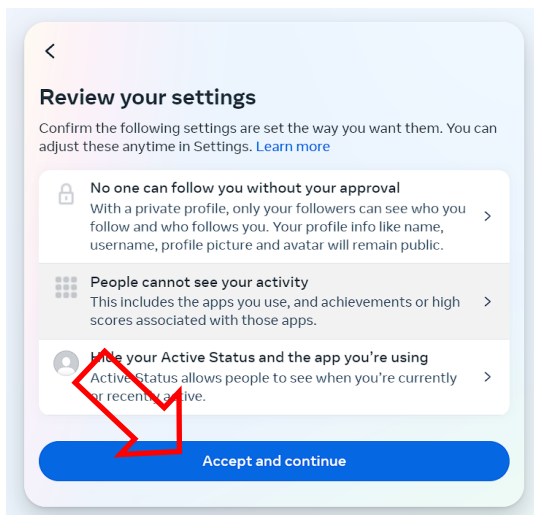 Review your settings
Confirm the following settings are set the way you want them. You can
adjust these anytime in Settings. Learn more
No one can follow you without your approval
With a private profile, only your followers can see who you
follow and who follows you. Your profile info like name,
username, profile picture and avatar will remain public.
People cannot see your activity
This includes the apps you use, and achievements or high
scores associated with those apps.
Hide your Active Status and the app you’re using
Active Status allows people to see when you’re currently
or recently active.
Accept and continue